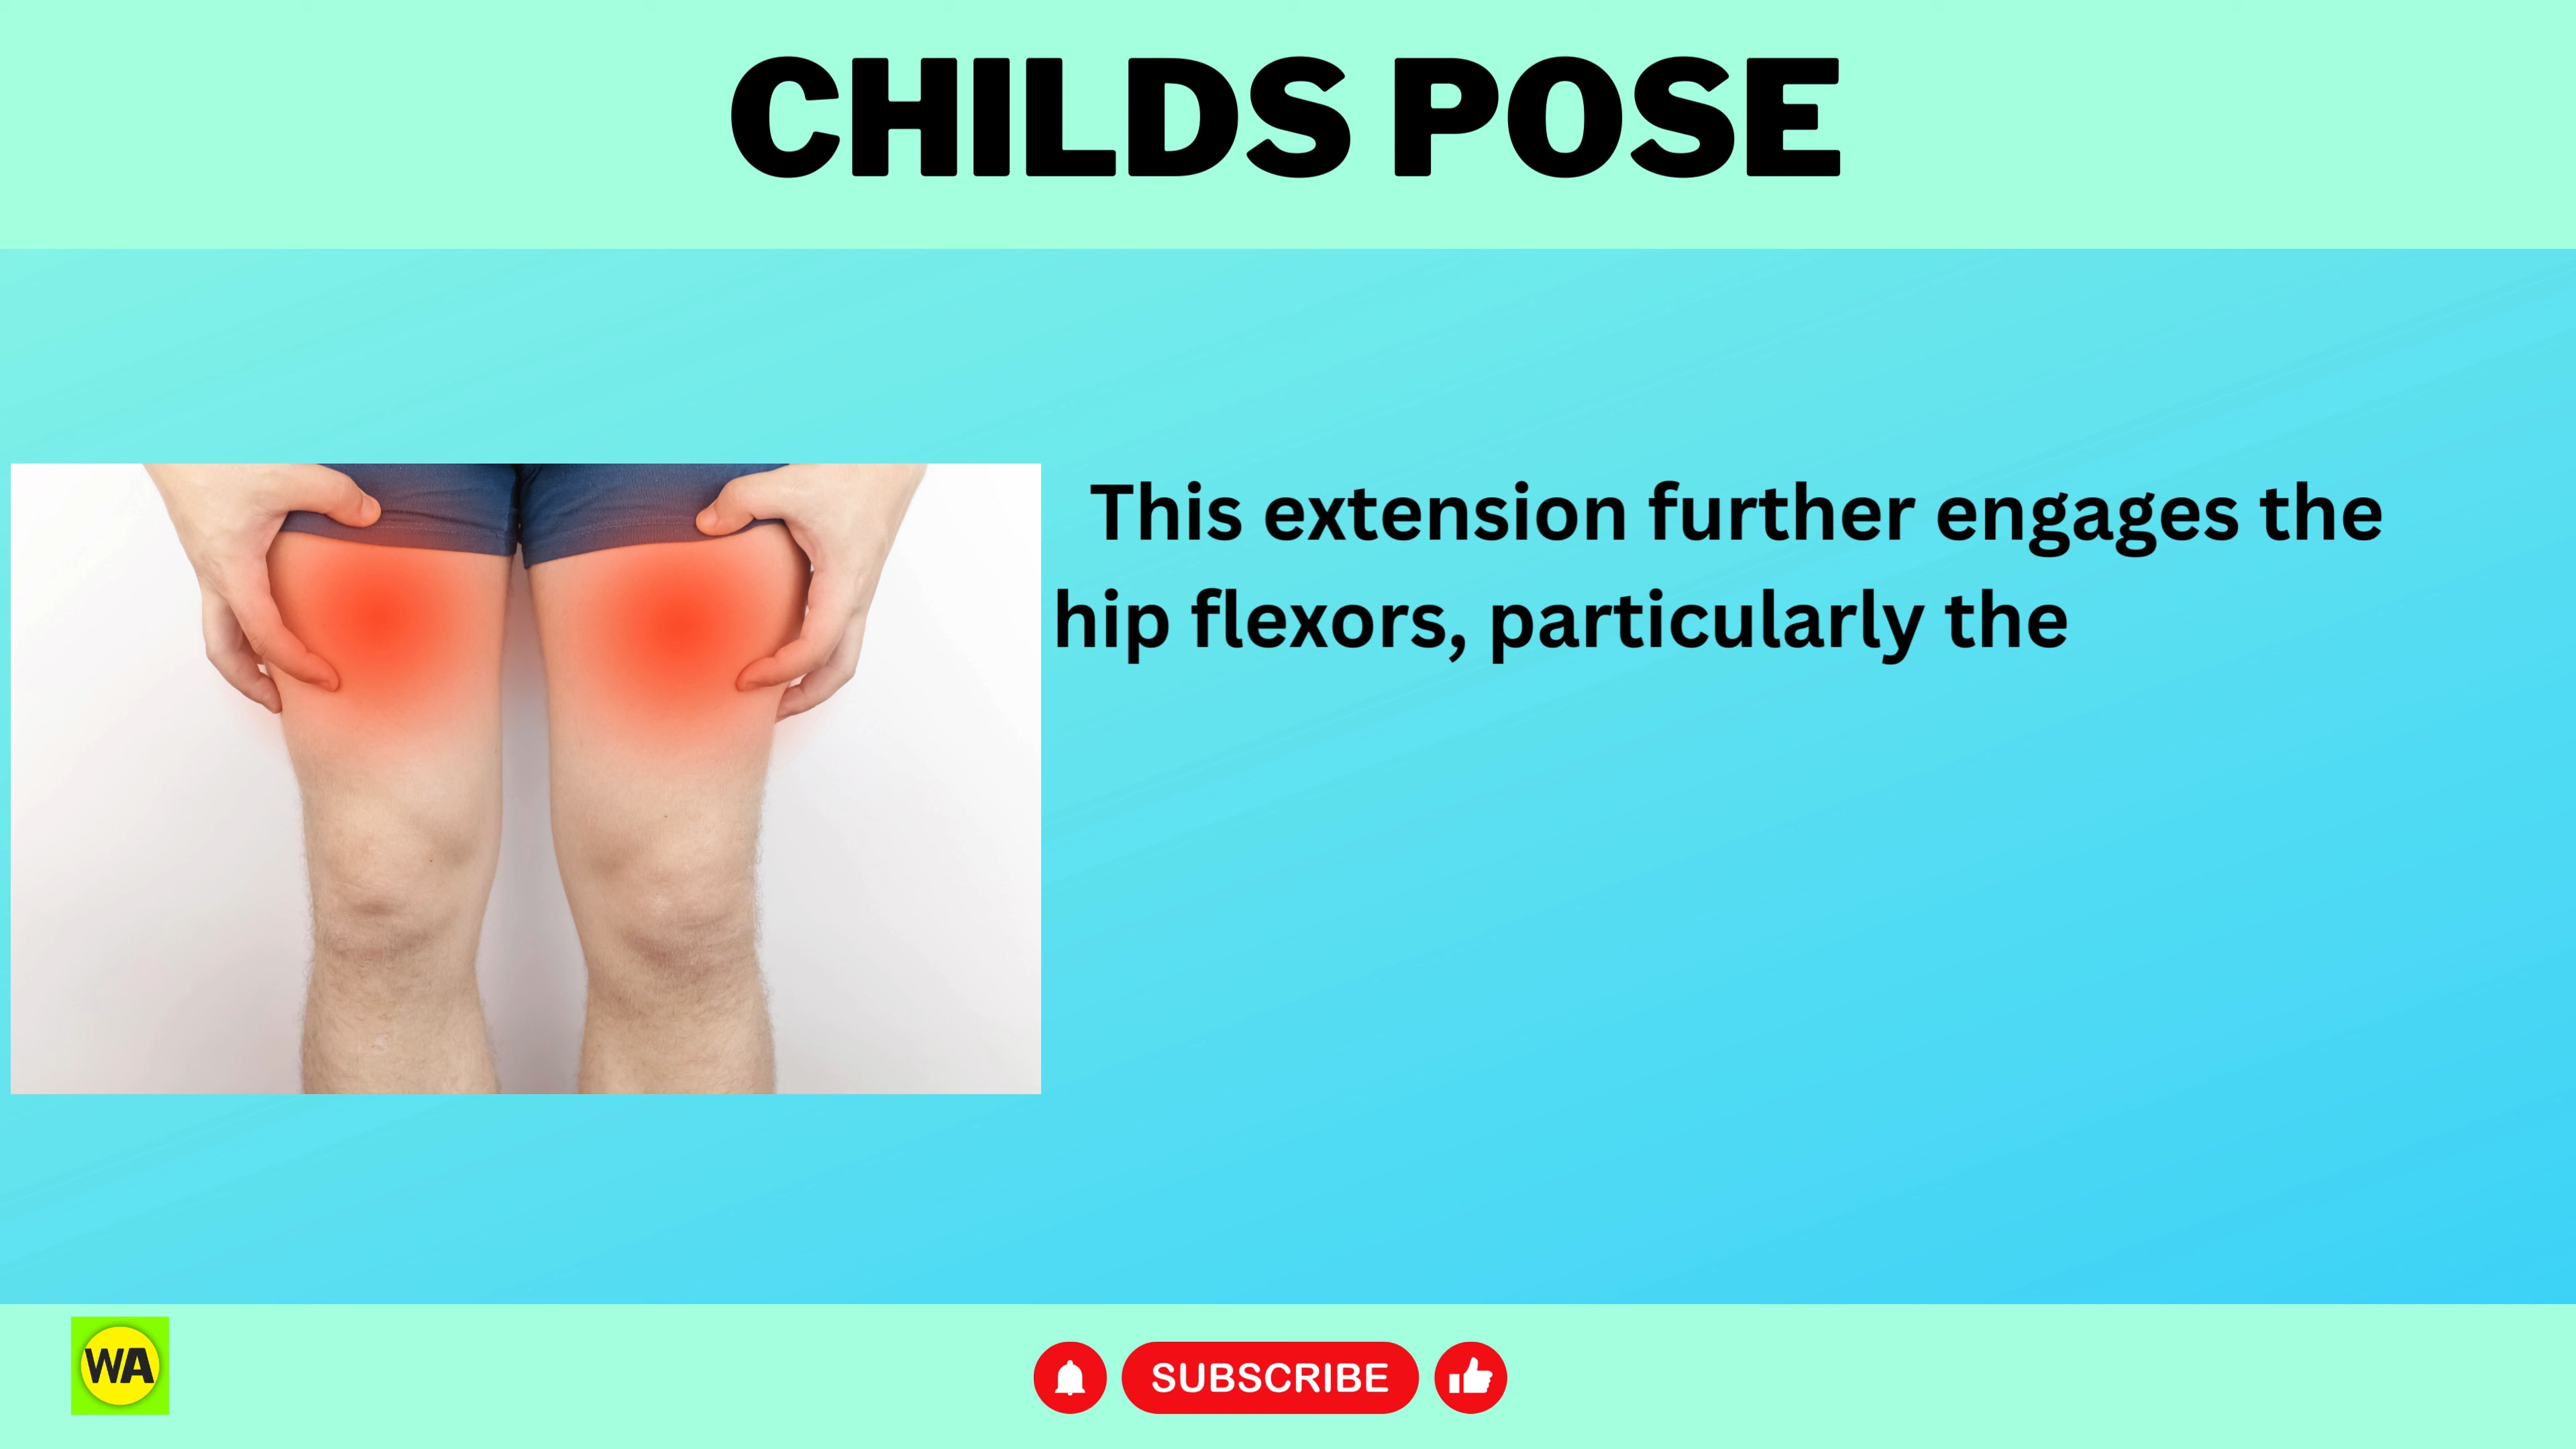 CHILDS POSE
This extension further engages the
hip flexors, particularly the
WA
SUBSCRIBE